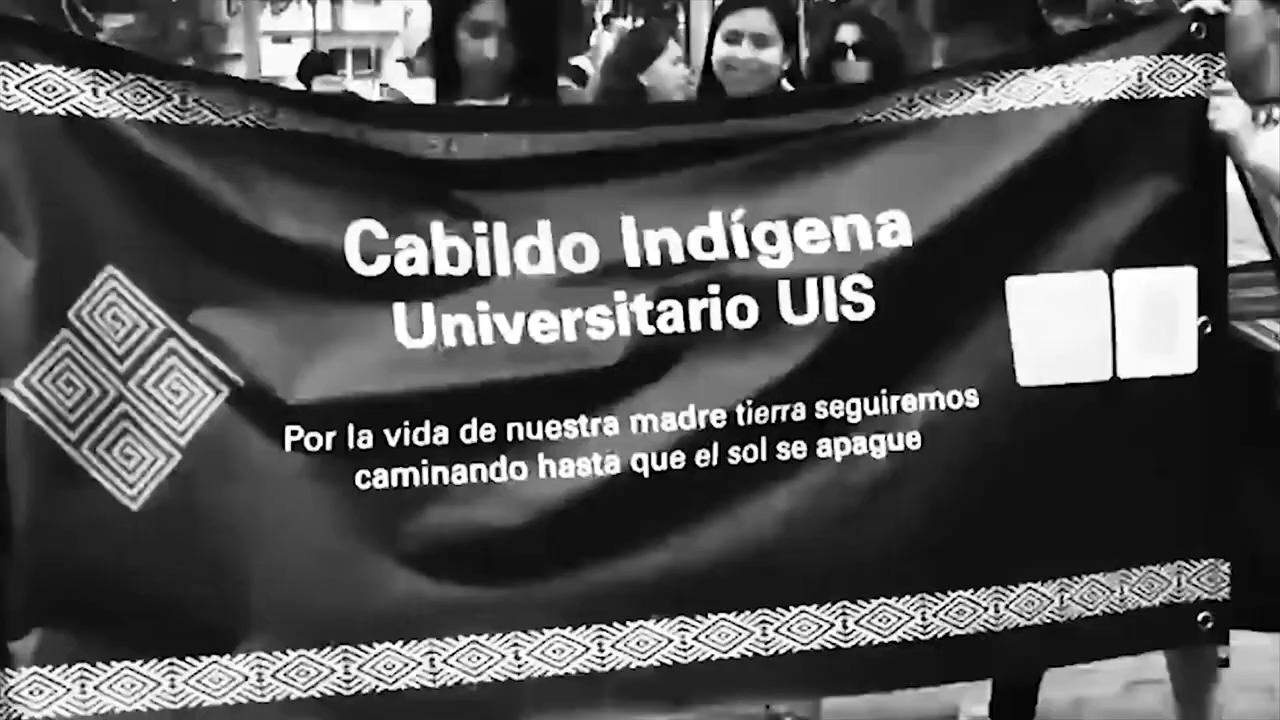 Cabildo Indígena
Universitario UIS
Por la vida de nuestra madre tierra seguiremos
caminando hasta que el sol se apague